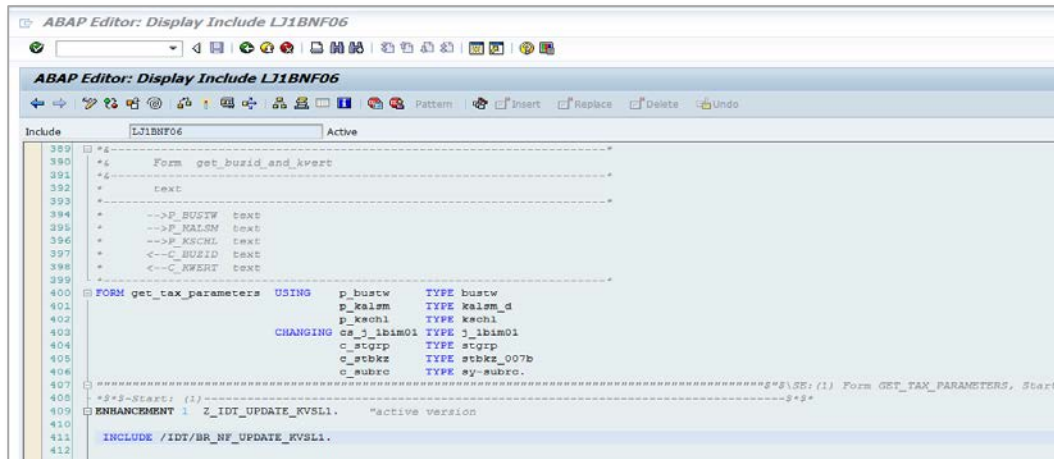 ABAP Editor: Display Include LJ1BNF06
ABAP Editor: Display Include LJ1BNF06
Pattern Insert Replace Delete Undo
Include LJ1BNF06 Active
389 *&---------------------------------------------------------------------*
390 *& Form get_buzid_and_kwert
391 *&---------------------------------------------------------------------*
392 * text
393 *----------------------------------------------------------------------*
394 * -->P_BUSTW text
395 * -->P_KALSM text
396 * -->P_KSCHL text
397 * <--C_BUZID text
398 * <--C_KWERT text
399 *----------------------------------------------------------------------*
400 FORM get_tax_parameters USING p_bustw TYPE bustw
401 p_kalsm TYPE kalsm_d
402 p_kschl TYPE kschl
403 CHANGING cs_j_1bim01 TYPE j_1bim01
404 c_stgrp TYPE stgrp
405 c_stbkz TYPE stbkz_007b
406 c_subrc TYPE sy-subrc.
407 """"""""""""""""""""""""""""""""""""""""""""""""""""""""""""""""""""""$"$\SE:(1) Form GET_TAX_PARAMETERS, Start
408 *$*$-Start: (1)---------------------------------------------------------------------------------$*$*
409 ENHANCEMENT 1 Z_IDT_UPDATE_KVSL1. "active version
410
411 INCLUDE /IDT/BR_NF_UPDATE_KVSL1.
412